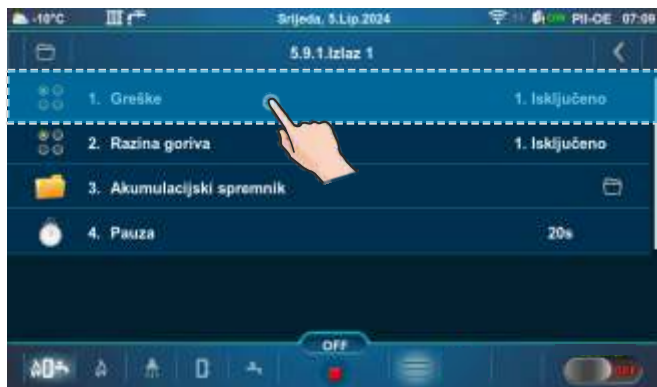 -10°C Srijeda, 5.Lip.2024 ON PII-OE 07:09
5.9.1.Izlaz 1
1. Greške 1. Isključeno
2. Razina goriva 1. Isključeno
3. Akumulacijski spremnik
4. Pauza 20s
OFF
OFF